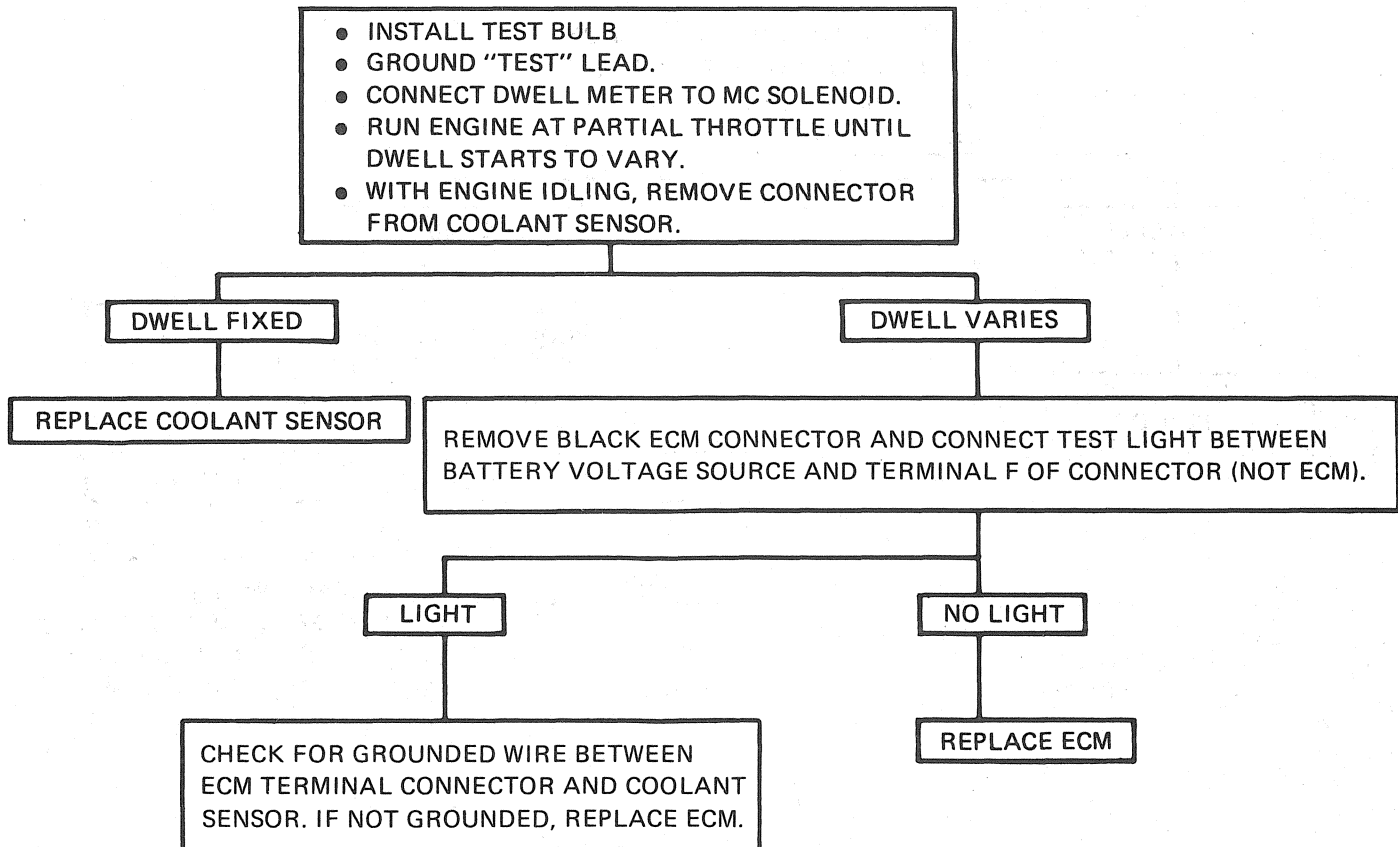 • INSTALL TEST BULB
• GROUND "TEST" LEAD.
• CONNECT DWELL METER TO MC SOLENOID.
• RUN ENGINE AT PARTIAL THROTTLE UNTIL
DWELL STARTS TO VARY.
• WITH ENGINE IDLING, REMOVE CONNECTOR
FROM COOLANT SENSOR.
DWELL FIXED
DWELL VARIES
REPLACE COOLANT SENSOR
REMOVE BLACK ECM CONNECTOR AND CONNECT TEST LIGHT BETWEEN
BATTERY VOLTAGE SOURCE AND TERMINAL F OF CONNECTOR (NOT ECM).
LIGHT
NO LIGHT
CHECK FOR GROUNDED WIRE BETWEEN
ECM TERMINAL CONNECTOR AND COOLANT
SENSOR. IF NOT GROUNDED, REPLACE ECM.
REPLACE ECM